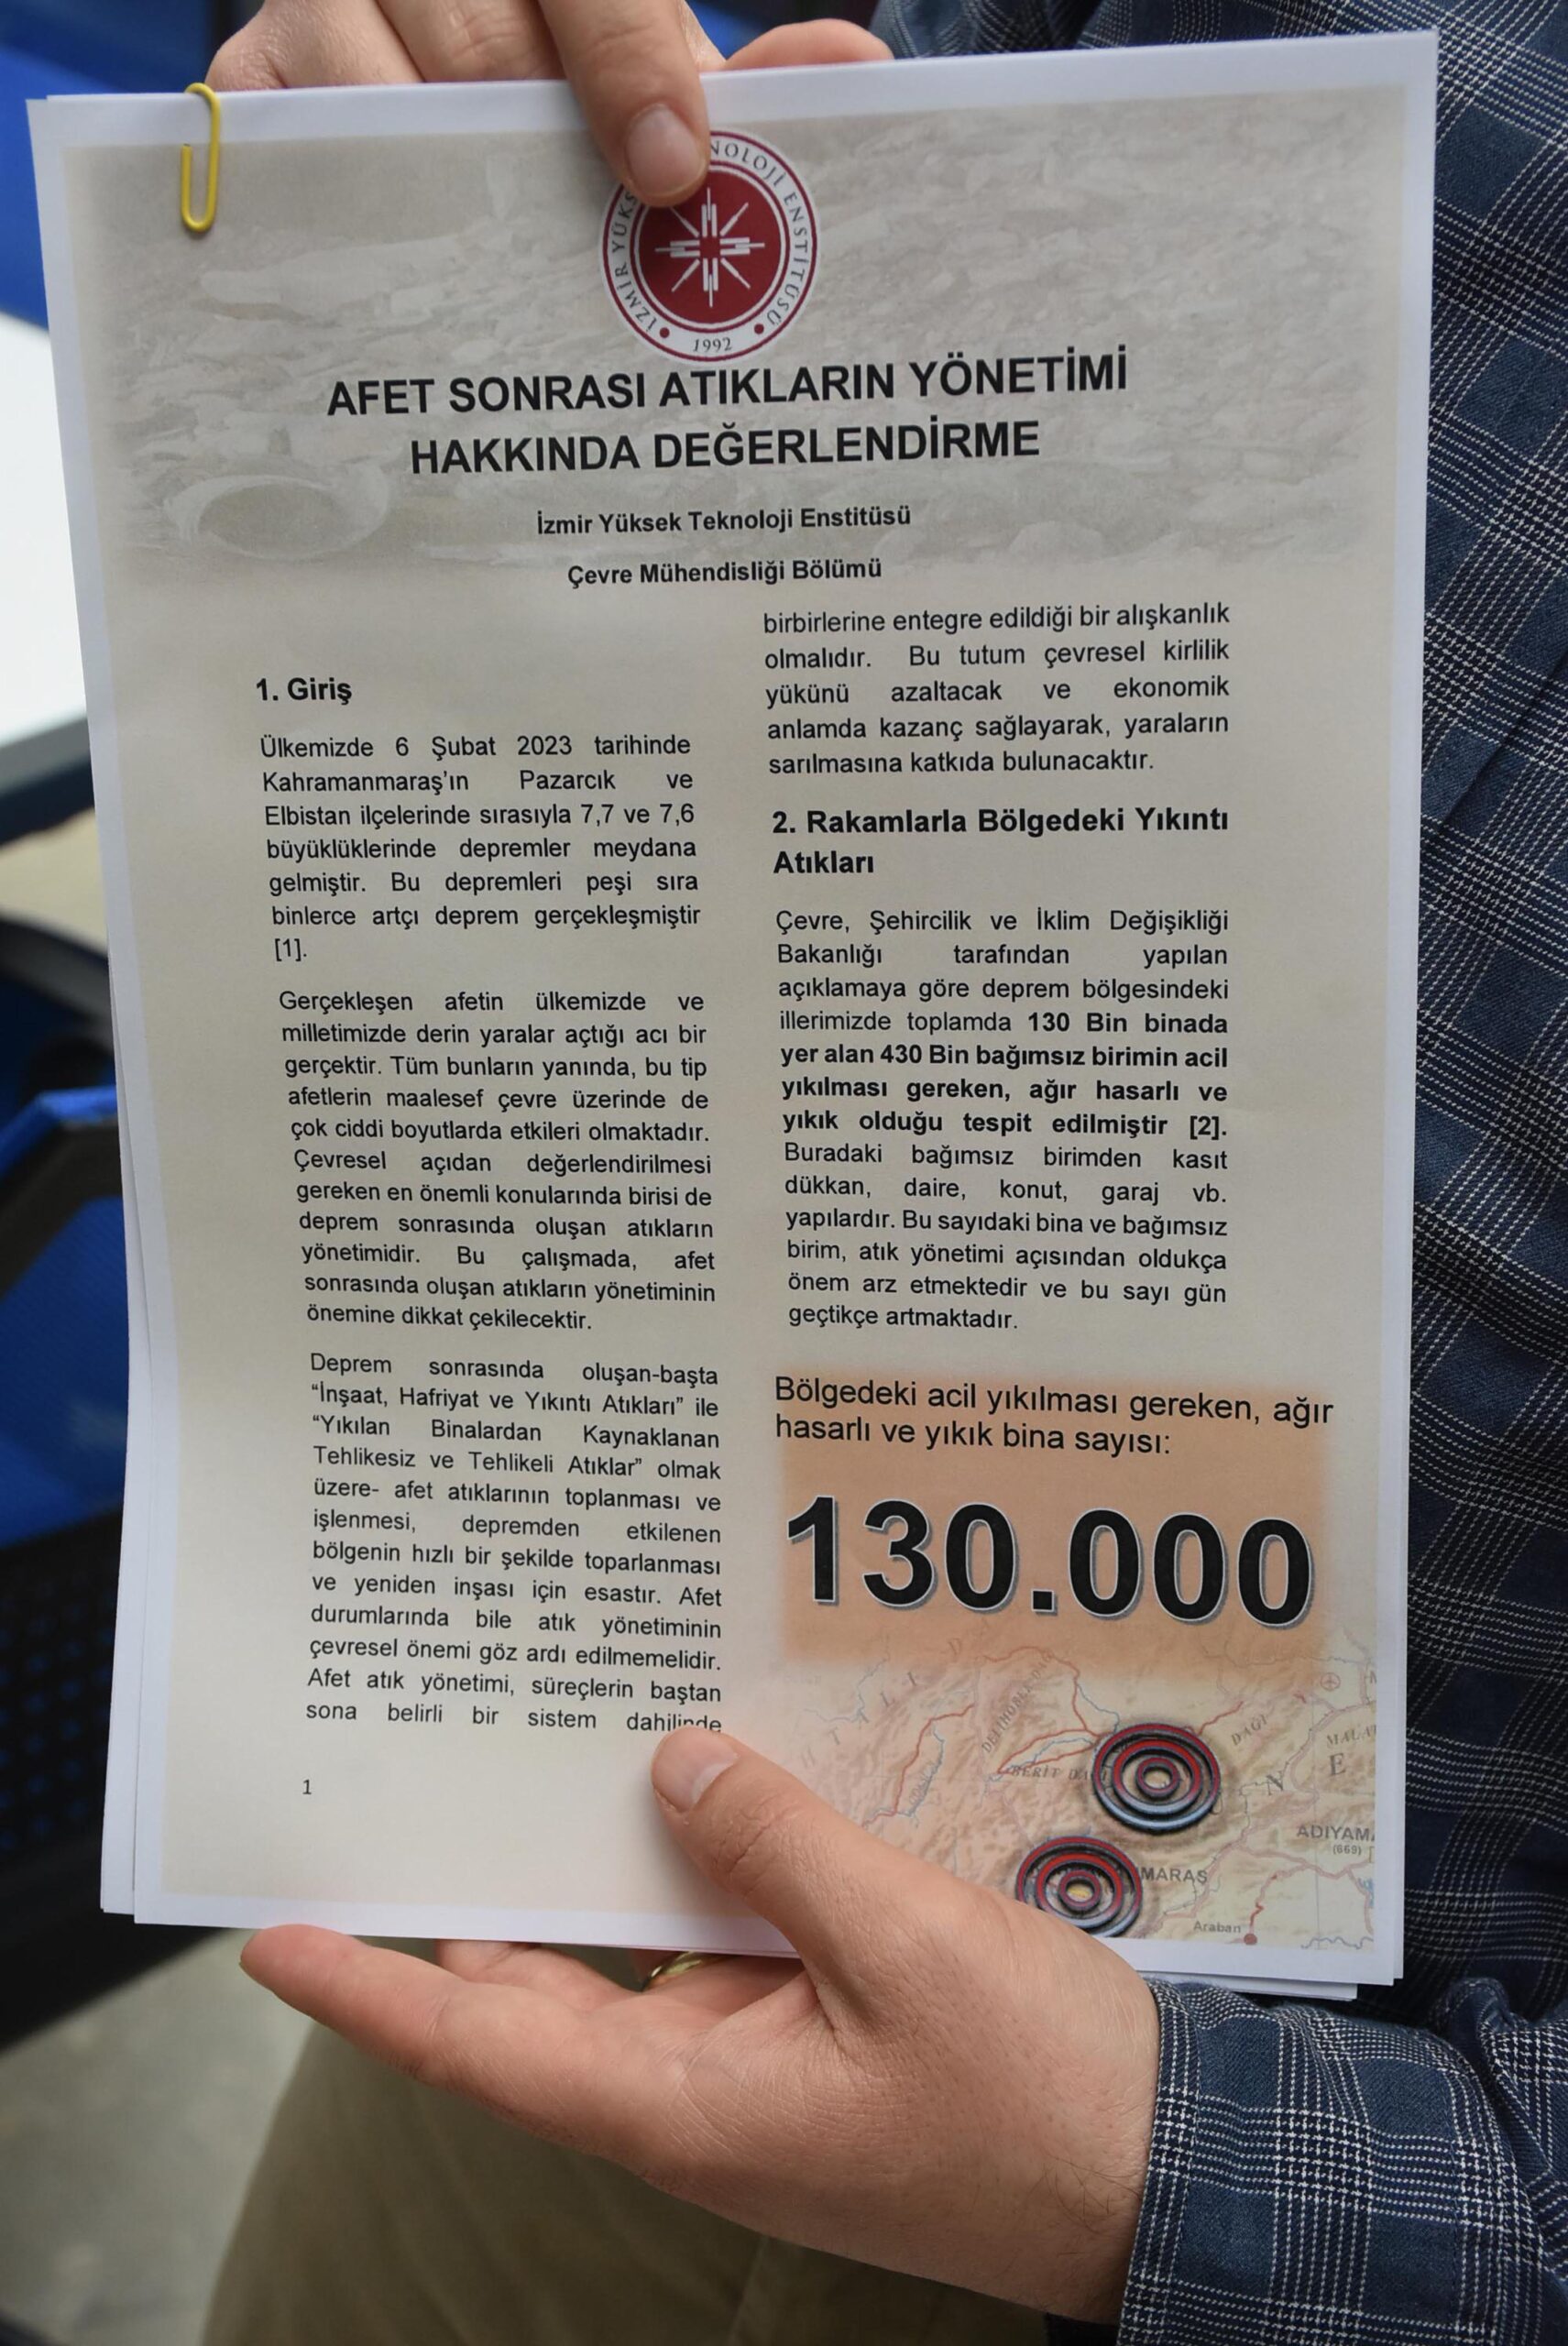 İZMİR YÜKS
NOLOJİ ENSTİTÜSÜ
1992
AFET SONRASI ATIKLARIN YÖNETİMİ
HAKKINDA DEĞERLENDİRME
İzmir Yüksek Teknoloji Enstitüsü
Çevre Mühendisliği Bölümü
1. Giriş
Ülkemizde 6 Şubat 2023 tarihinde
Kahramanmaraş'ın Pazarcık ve
Elbistan ilçelerinde sırasıyla 7,7 ve 7,6
büyüklüklerinde depremler meydana
gelmiştir. Bu depremleri peşi sıra
binlerce artçı deprem gerçekleşmiştir
[1].
Gerçekleşen afetin ülkemizde ve
milletimizde derin yaralar açtığı acı bir
gerçektir. Tüm bunların yanında, bu tip
afetlerin maalesef çevre üzerinde de
çok ciddi boyutlarda etkileri olmaktadır.
Çevresel açıdan değerlendirilmesi
gereken en önemli konularında birisi de
deprem sonrasında oluşan atıkların
yönetimidir. Bu çalışmada, afet
sonrasında oluşan atıkların yönetiminin
önemine dikkat çekilecektir.
Deprem sonrasında oluşan-başta
"İnşaat, Hafriyat ve Yıkıntı Atıkları" ile
"Yıkılan Binalardan Kaynaklanan
Tehlikesiz ve Tehlikeli Atıklar" olmak
üzere- afet atıklarının toplanması ve
işlenmesi, depremden etkilenen
bölgenin hızlı bir şekilde toparlanması
ve yeniden inşası için esastır. Afet
durumlarında bile atık yönetiminin
çevresel önemi göz ardı edilmemelidir.
Afet atık yönetimi, süreçlerin baştan
sona belirli bir sistem dahilinde
1
birbirlerine entegre edildiği bir alışkanlık
olmalıdır. Bu tutum çevresel kirlilik
yükünü azaltacak ve ekonomik
anlamda kazanç sağlayarak, yaraların
sarılmasına katkıda bulunacaktır.
2. Rakamlarla Bölgedeki Yıkıntı
Atıkları
Çevre, Şehircilik ve İklim Değişikliği
Bakanlığı tarafından yapılan
açıklamaya göre deprem bölgesindeki
illerimizde toplamda 130 Bin binada
yer alan 430 Bin bağımsız birimin acil
yıkılması gereken, ağır hasarlı ve
yıkık olduğu tespit edilmiştir [2].
Buradaki bağımsız birimden kasıt
dükkan, daire, konut, garaj vb.
yapılardır. Bu sayıdaki bina ve bağımsız
birim, atık yönetimi açısından oldukça
önem arz etmektedir ve bu sayı gün
geçtikçe artmaktadır.
Bölgedeki acil yıkılması gereken, ağır
hasarlı ve yıkık bina sayısı:
130.000
DAĞI
BERİT DA
ADIYAM
(669)
MARAŞ
Araban